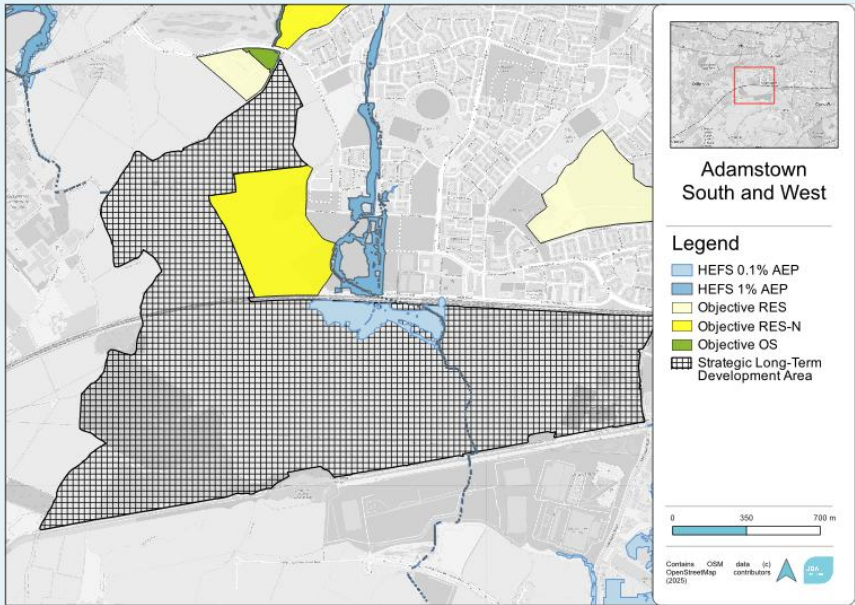 Adamstown
South and West
Legend
HEFS 0.1% AEP
HEFS 1% AEP
Objective RES
Objective RES-N
Objective OS
Strategic Long-Term
Development Area
0 350 700 m
Contains OSM data (c)
OpenStreetMap contributors
(2025)
JBA